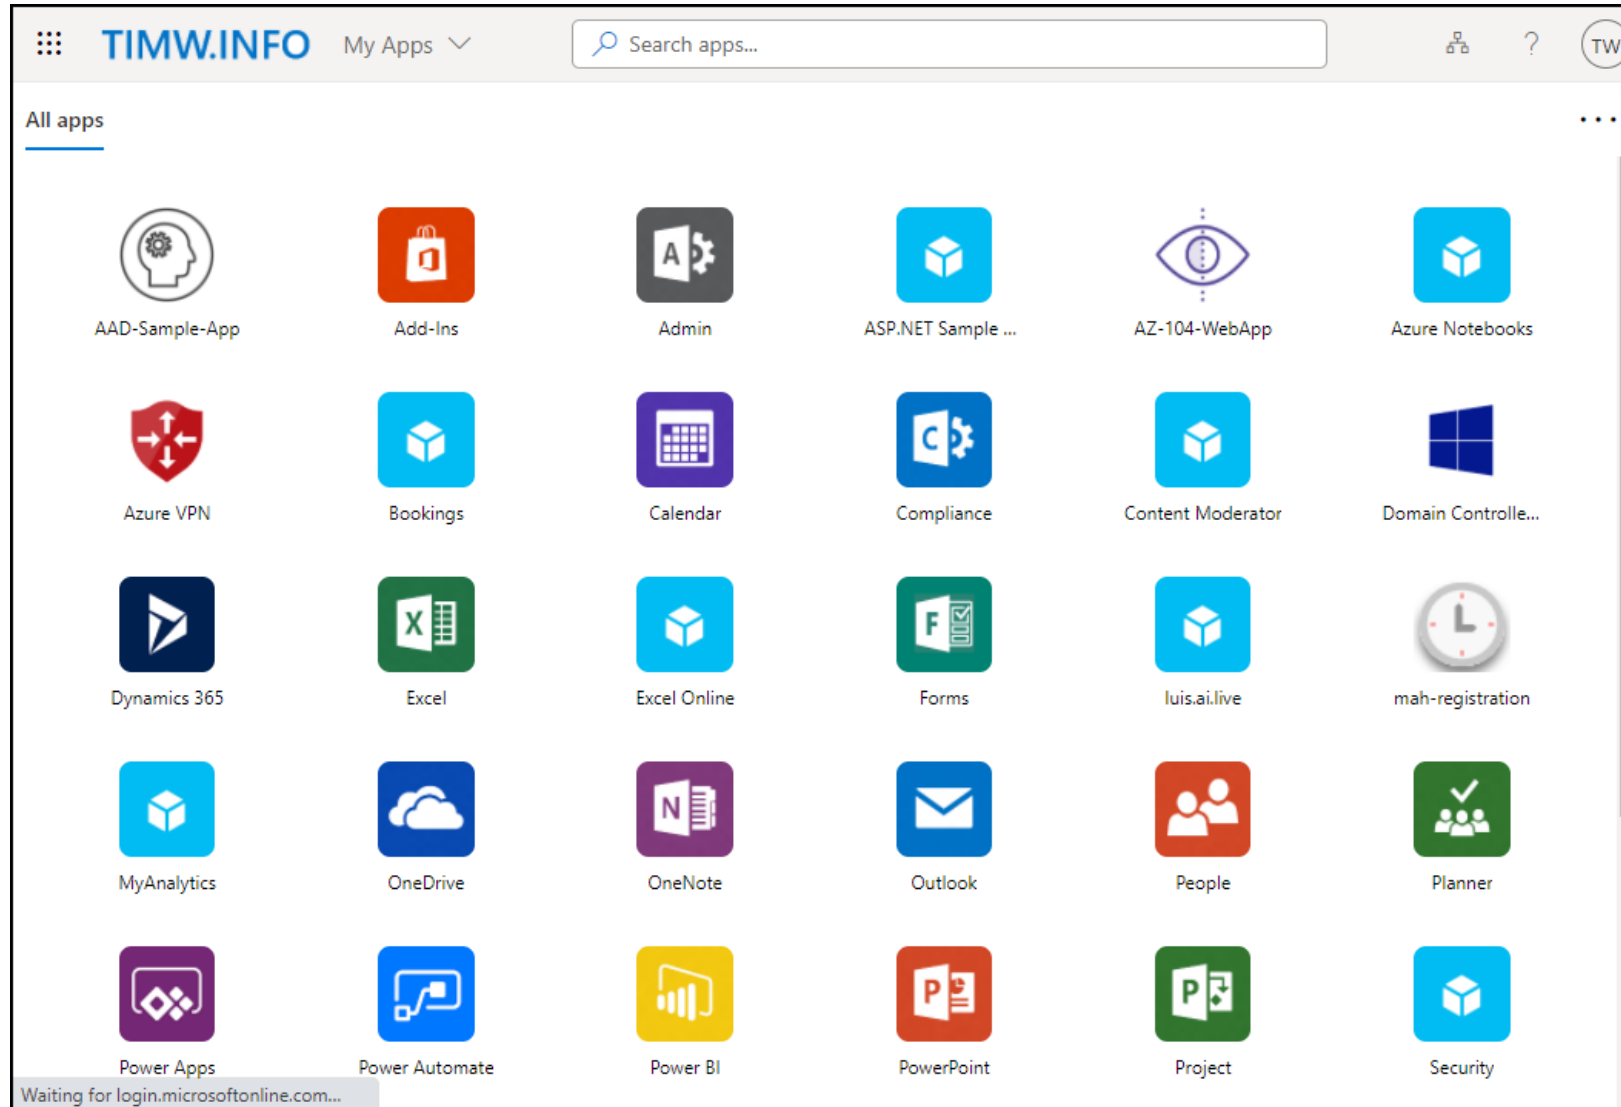 TIMW.INFO My Apps Search apps... ? TW
All apps
...
AAD-Sample-App Add-Ins Admin ASP.NET Sample ... AZ-104-WebApp Azure Notebooks
Azure VPN Bookings Calendar Compliance Content Moderator Domain Controlle...
Dynamics 365 Excel Excel Online Forms luis.ai.live mah-registration
MyAnalytics OneDrive OneNote Outlook People Planner
Power Apps Power Automate Power BI PowerPoint Project Security
Waiting for login.microsoftonline.com...